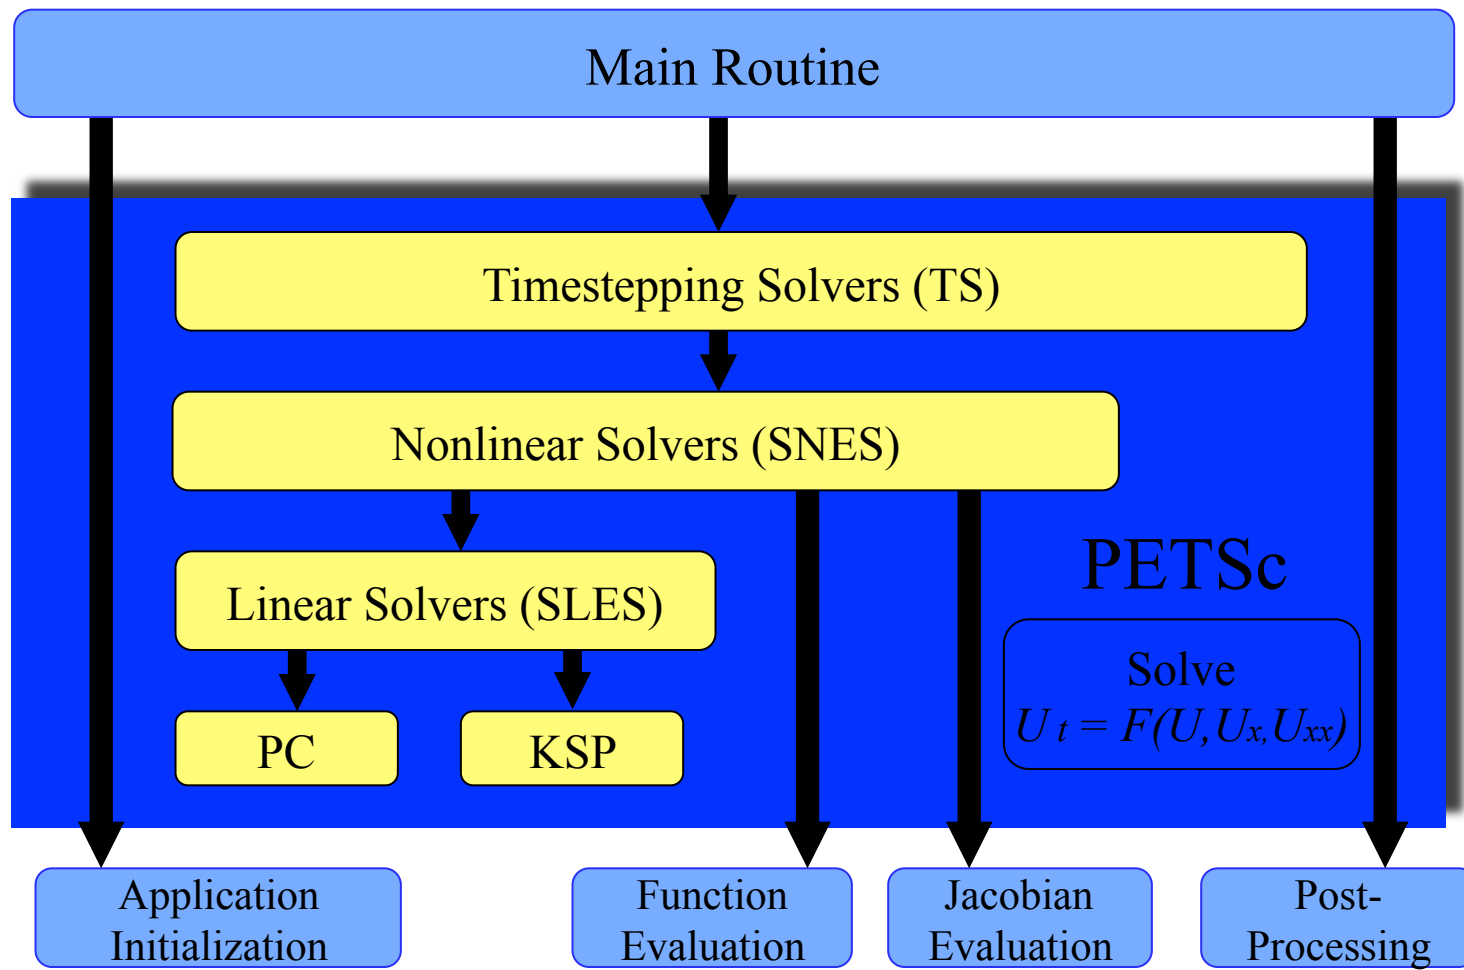 Main Routine
Timestepping Solvers (TS)
Nonlinear Solvers (SNES)
Linear Solvers (SLES)
PC
KSP
PETSc
Solve
U t = F(U,Ux,Uxx)
Application
Initialization
Function
Evaluation
Jacobian
Evaluation
Post-
Processing